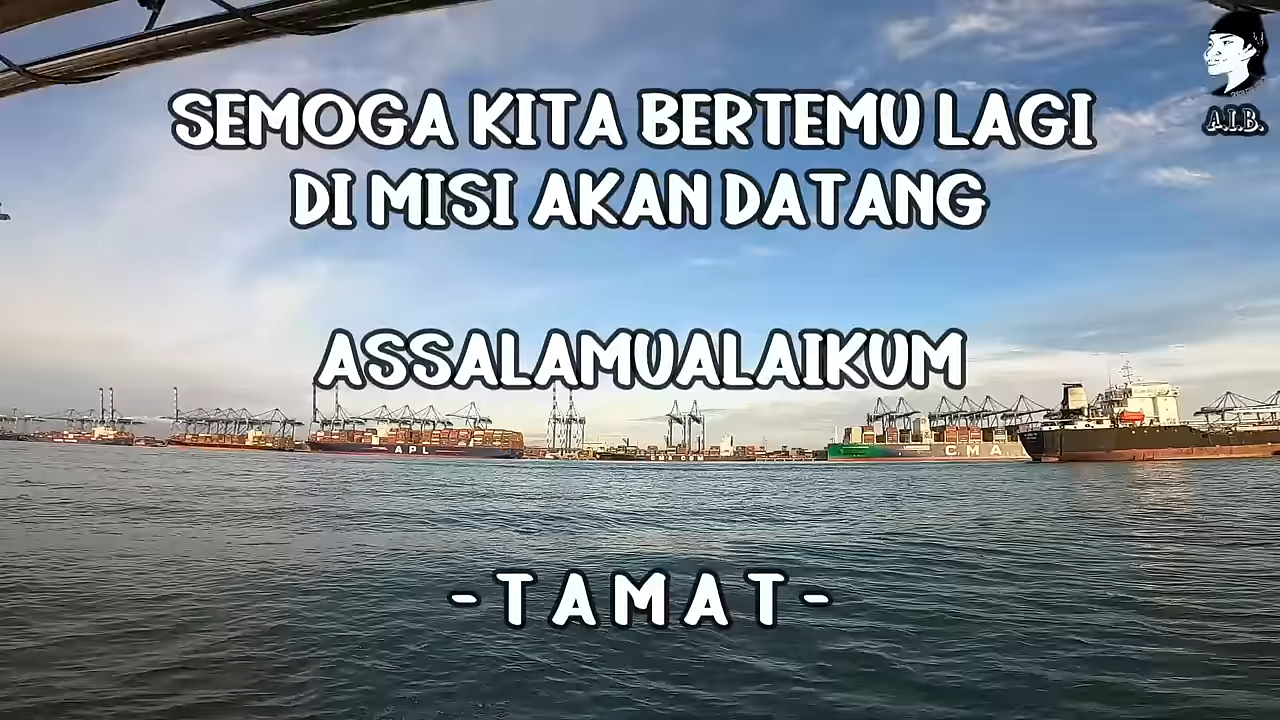 SEMOGA KITA BERTEMU LAGI
DI MISI AKAN DATANG
ASSALAMUALAIKUM
- T A M A T -
A.I.B.
APL
CMA